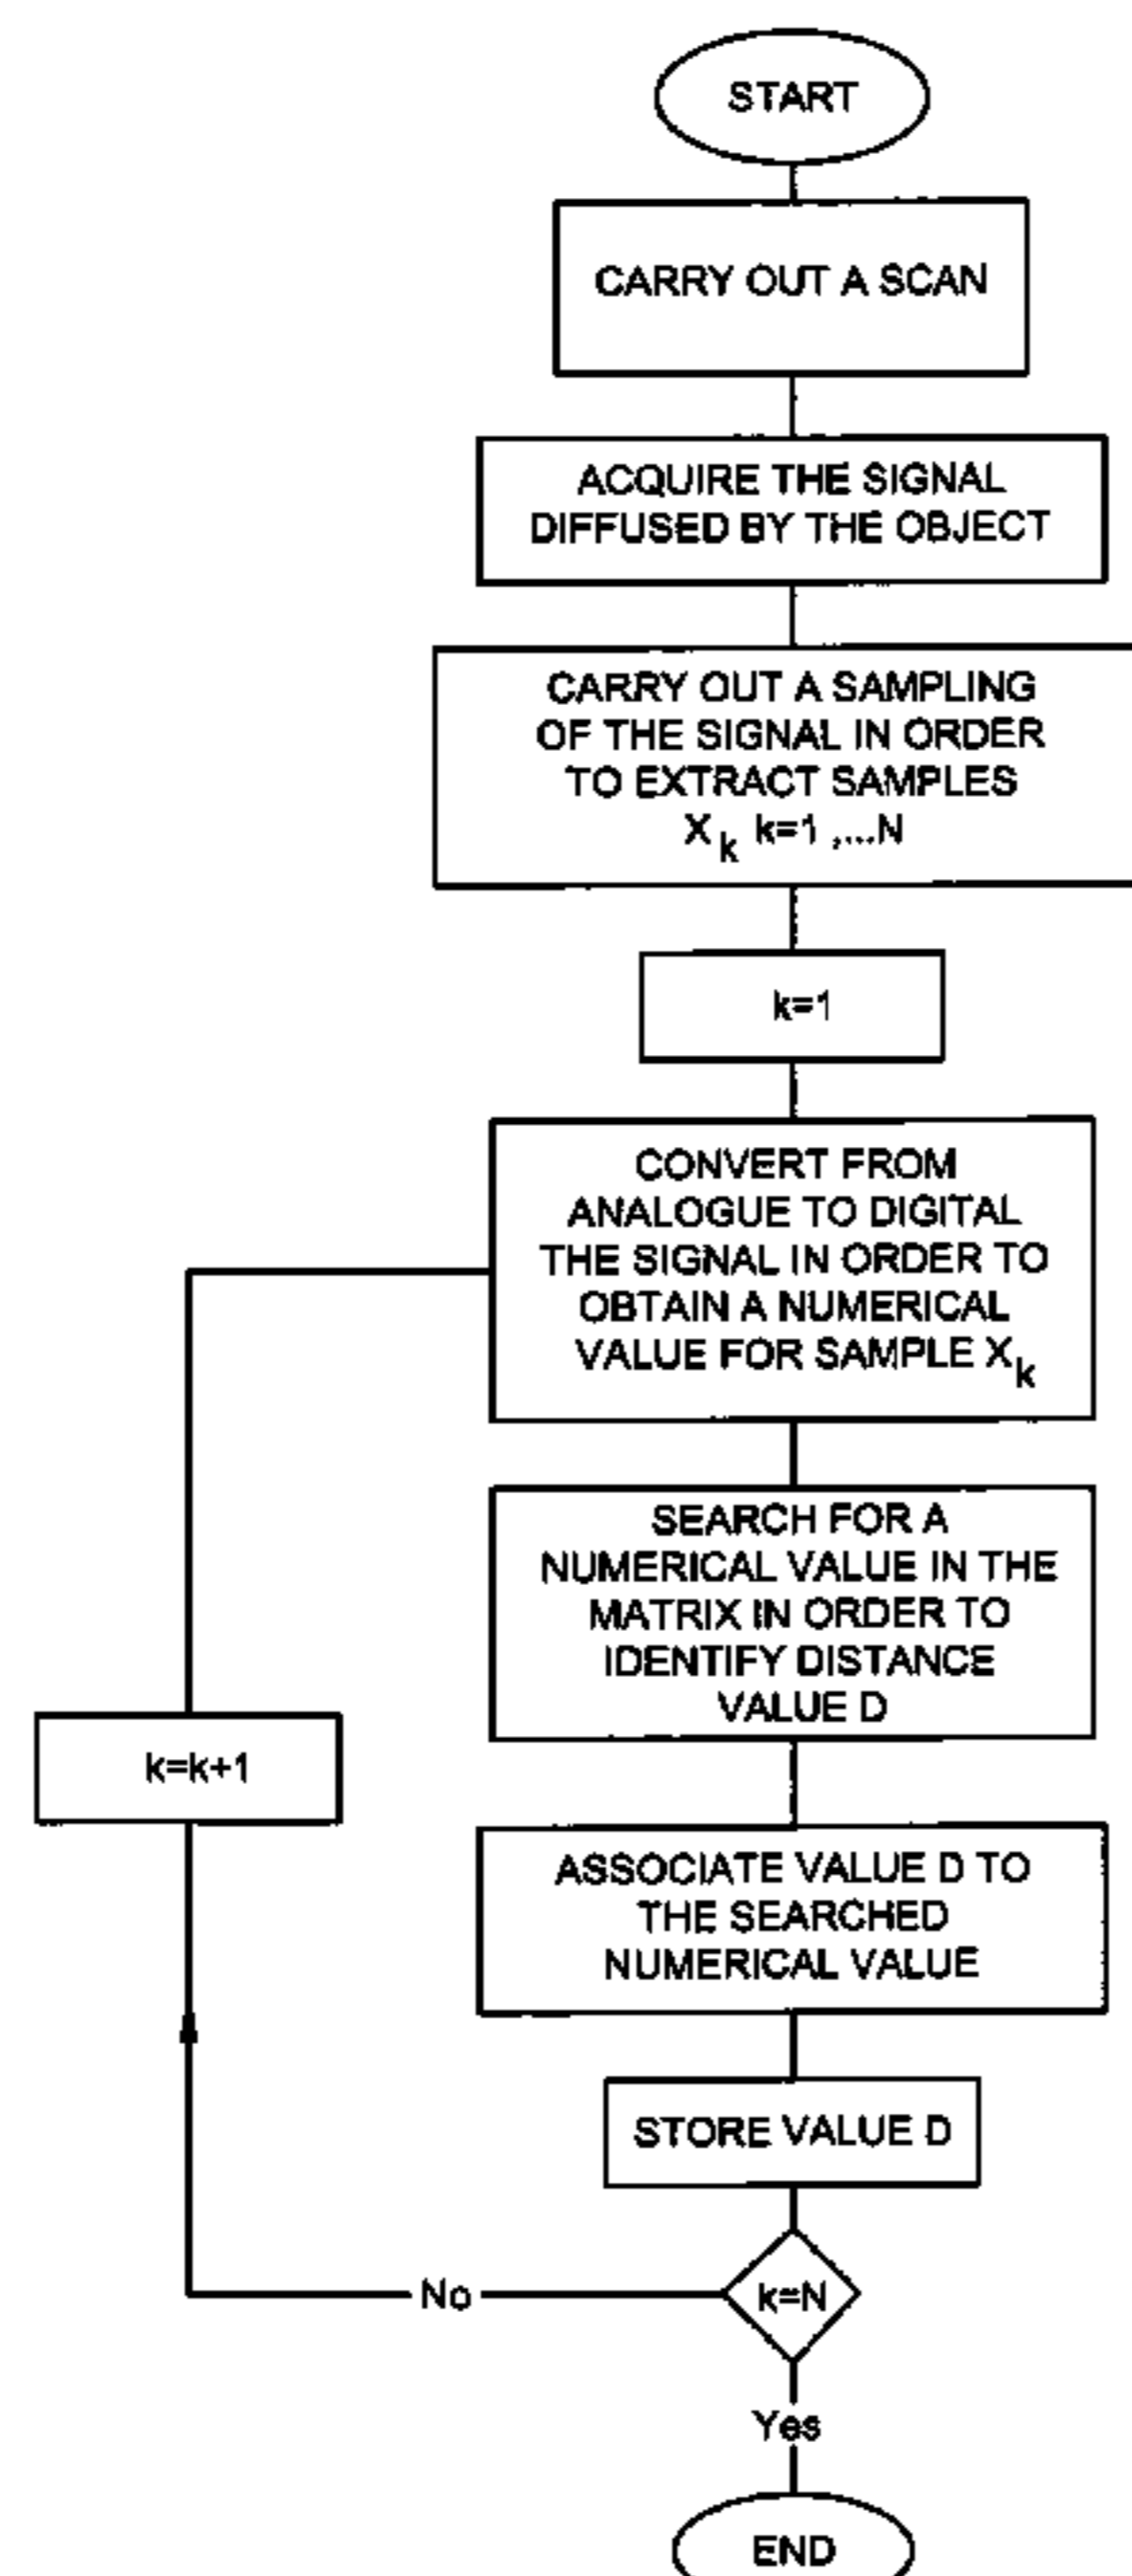 START
CARRY OUT A SCAN
ACQUIRE THE SIGNAL
DIFFUSED BY THE OBJECT
CARRY OUT A SAMPLING
OF THE SIGNAL IN ORDER
TO EXTRACT SAMPLES
X_k k=1 ,...N
k=1
CONVERT FROM
ANALOGUE TO DIGITAL
THE SIGNAL IN ORDER TO
OBTAIN A NUMERICAL
VALUE FOR SAMPLE X_k
SEARCH FOR A
NUMERICAL VALUE IN THE
MATRIX IN ORDER TO
IDENTIFY DISTANCE
VALUE D
k=k+1
ASSOCIATE VALUE D TO
THE SEARCHED
NUMERICAL VALUE
STORE VALUE D
k=N
No
Yes
END